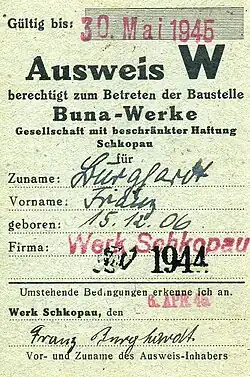 Gültig bis: 30. Mai 1945
Ausweis W
berechtigt zum Betreten der Baustelle
Buna-Werke
Gesellschaft mit beschränkter Haftung
Schkopau
für
Zuname: Burghardt
Vorname: Franz
geboren: 15. 12. 06
Firma: Werk Schkopau
1944
Umstehende Bedingungen erkenne ich an.
Werk Schkopau, den 6. APR. 45
Franz Burghardt
Vor- und Zuname des Ausweis-Inhabers